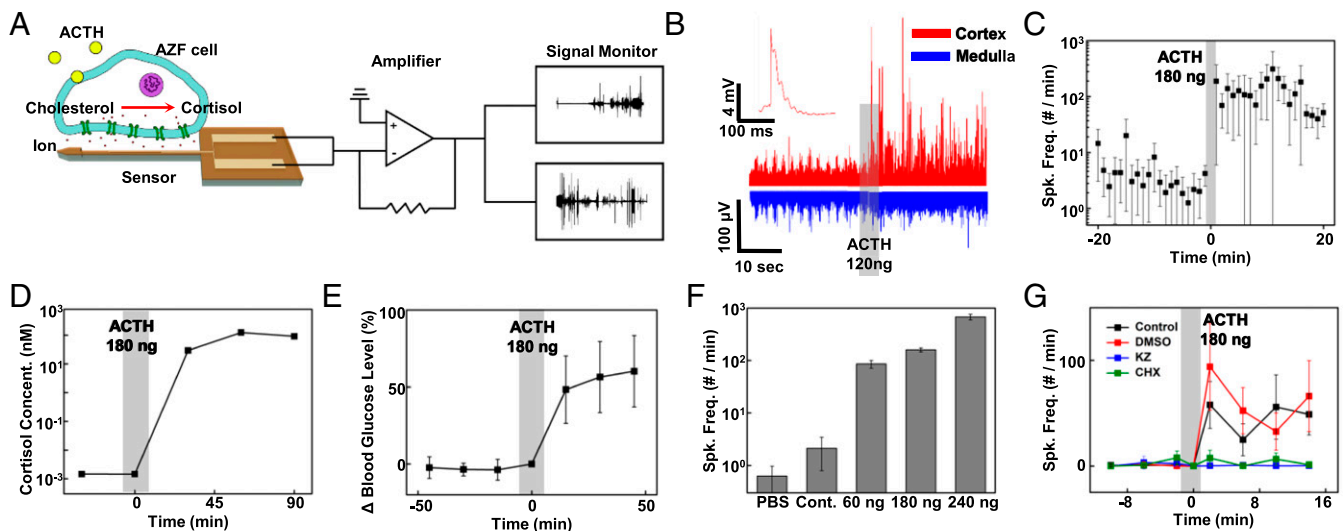 A
ACTH
AZF cell
Cholesterol
Cortisol
Ion
Sensor
Amplifier
+
-
Signal Monitor
B
Cortex
Medulla
4 mV
100 ms
100 µV
10 sec
ACTH
120ng
C
ACTH
180 ng
Spk. Freq. (# / min)
10³
10²
10¹
10⁰
-20
0
20
Time (min)
D
ACTH
180 ng
Cortisol Concent. (nM)
10³
10¹
10⁻¹
10⁻³
0
45
90
Time (min)
E
ACTH
180 ng
Δ Blood Glucose Level (%)
100
50
0
-50
0
50
Time (min)
F
Spk. Freq. (# / min)
10³
10²
10¹
10⁰
PBS Cont. 60 ng 180 ng 240 ng
G
ACTH
180 ng
Control
DMSO
KZ
CHX
Spk. Freq. (# / min)
100
0
-8
0
8
16
Time (min)